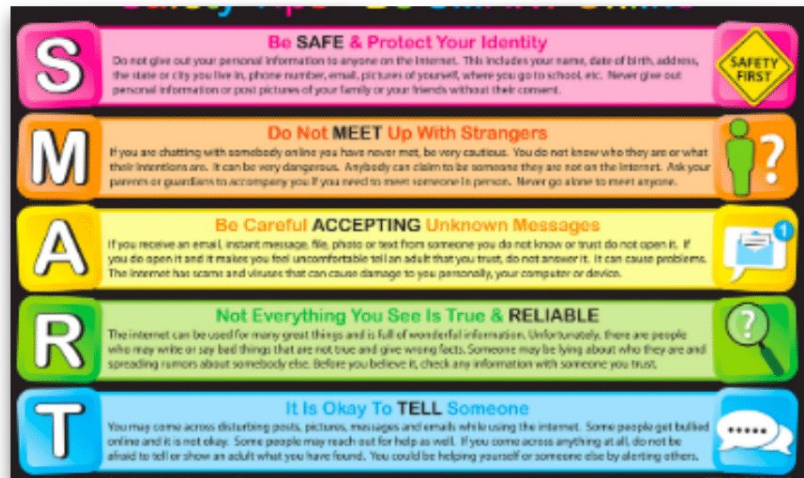 Safety Tips Be SMART Online
S
Be SAFE & Protect Your Identity
Do not give out your personal information to anyone on the Internet. This includes your name, date of birth, address,
the state or city you live in, phone number, email, pictures of yourself, where you go to school, etc. Never give out
personal information or post pictures of your family or your friends without their consent.
SAFETY
FIRST
M
Do Not MEET Up With Strangers
If you are chatting with somebody online you have never met, be very cautious. You do not know who they are or what
their intentions are. It can be very dangerous. Anybody can claim to be someone they are not on the internet. Ask your
parents or guardians to accompany you if you need to meet someone in person. Never go alone to meet anyone.
?
A
Be Careful ACCEPTING Unknown Messages
If you receive an email, instant message, file, photo or text from someone you do not know or trust do not open it. If
you do open it and it makes you feel uncomfortable tell an adult that you trust, do not answer it. It can cause problems.
The Internet has scams and viruses that can cause damage to you personally, your computer or device.
1
R
Not Everything You See Is True & RELIABLE
The internet can be used for many great things and is full of wonderful information. Unfortunately, there are people
who may write or say bad things that are not true and give wrong facts. Someone may be lying about who they are and
spreading rumors about somebody else. Before you believe it, check any information with someone you trust.
?
T
It Is Okay To TELL Someone
You may come across disturbing posts, pictures, messages and emails while using the internet. Some people get bullied
online and it is not okay. Some people may reach out for help as well. If you come across anything at all, do not be
afraid to tell or show an adult what you have found. You could be helping yourself or someone else by alerting others.